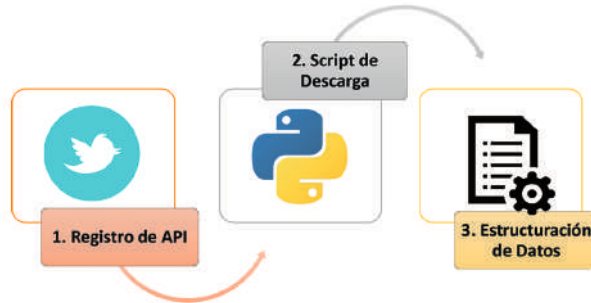 1. Registro de API
2. Script de
Descarga
3. Estructuración
de Datos